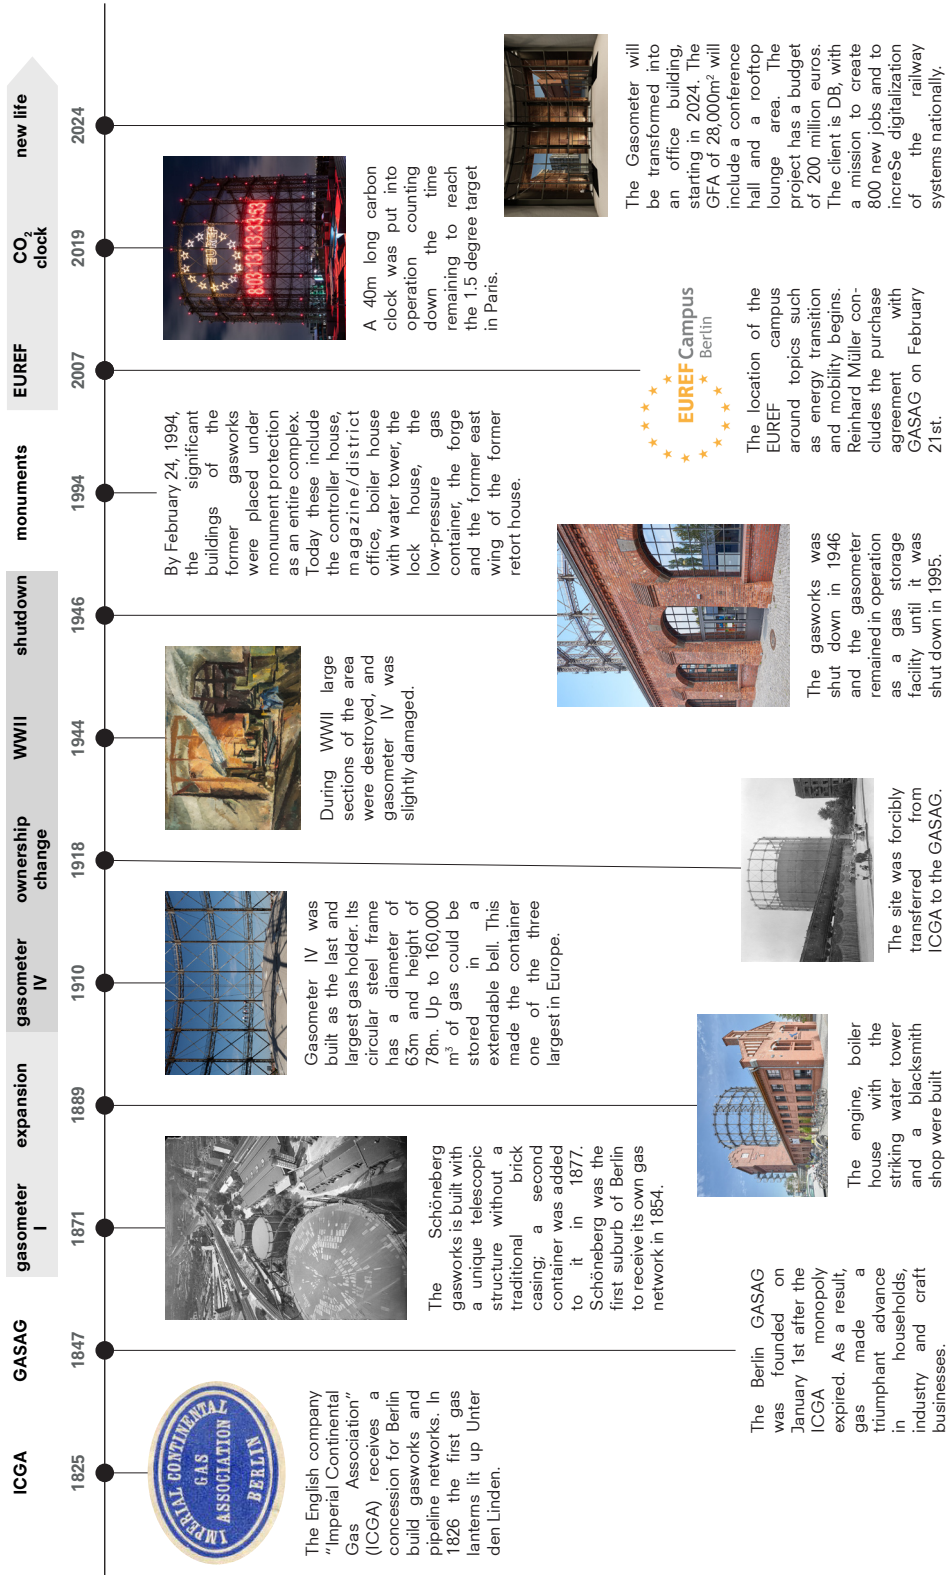 ICGA
1825
IMPERIAL CONTINENTAL
GAS
ASSOCIATION
BERLIN
The English company
“Imperial Continental
Gas Association”
(ICGA) receives a
concession for Berlin
build gasworks and
pipeline networks. In
1826 the first gas
lanterns lit up Unter
den Linden.
GASAG
1847
The Berlin GASAG
was founded on
January 1st after the
ICGA monopoly
expired. As a result,
gas made a
triumphant advance
in households,
industry and craft
businesses.
gasometer
I
1871
The Schöneberg
gasworks is built with
a unique telescopic
structure without a
traditional brick
casing; a second
container was added
to it in 1877.
Schöneberg was the
first suburb of Berlin
to receive its own gas
network in 1854.
expansion
1889
The engine, boiler
house with the
striking water tower
and a blacksmith
shop were built
gasometer
IV
1910
Gasometer IV was
built as the last and
largest gas holder. Its
circular steel frame
has a diameter of
63m and height of
78m. Up to 160,000
m³ of gas could be
stored in a
extendable bell. This
made the container
one of the three
largest in Europe.
ownership
change
1918
The site was forcibly
transferred from
ICGA to the GASAG.
WWII
1944
During WWII large
sections of the area
were destroyed, and
gasometer IV was
slightly damaged.
shutdown
1946
The gasworks was
shut down in 1946
and the gasometer
remained in operation
as a gas storage
facility until it was
shut down in 1995.
monuments
1994
By February 24, 1994,
the significant
buildings of the
former gasworks
were placed under
monument protection
as an entire complex.
Today these include
the controller house,
magazine/district
office, boiler house
with water tower, the
lock house, the
low-pressure gas
container, the forge
and the former east
wing of the former
retort house.
EUREF
2007
EUREF Campus
Berlin
The location of the
EUREF campus
around topics such
as energy transition
and mobility begins.
Reinhard Müller con-
cludes the purchase
agreement with
GASAG on February
21st.
CO₂
clock
2019
EUREF
8:03:13:13:33:53
A 40m long carbon
clock was put into
operation counting
down the time
remaining to reach
the 1.5 degree target
in Paris.
new life
2024
The Gasometer will
be transformed into
an office building,
starting in 2024. The
GFA of 28,000m² will
include a conference
hall and a rooftop
lounge area. The
project has a budget
of 200 million euros.
The client is DB, with
a mission to create
800 new jobs and to
increSe digitalization
of the railway
systems nationally.